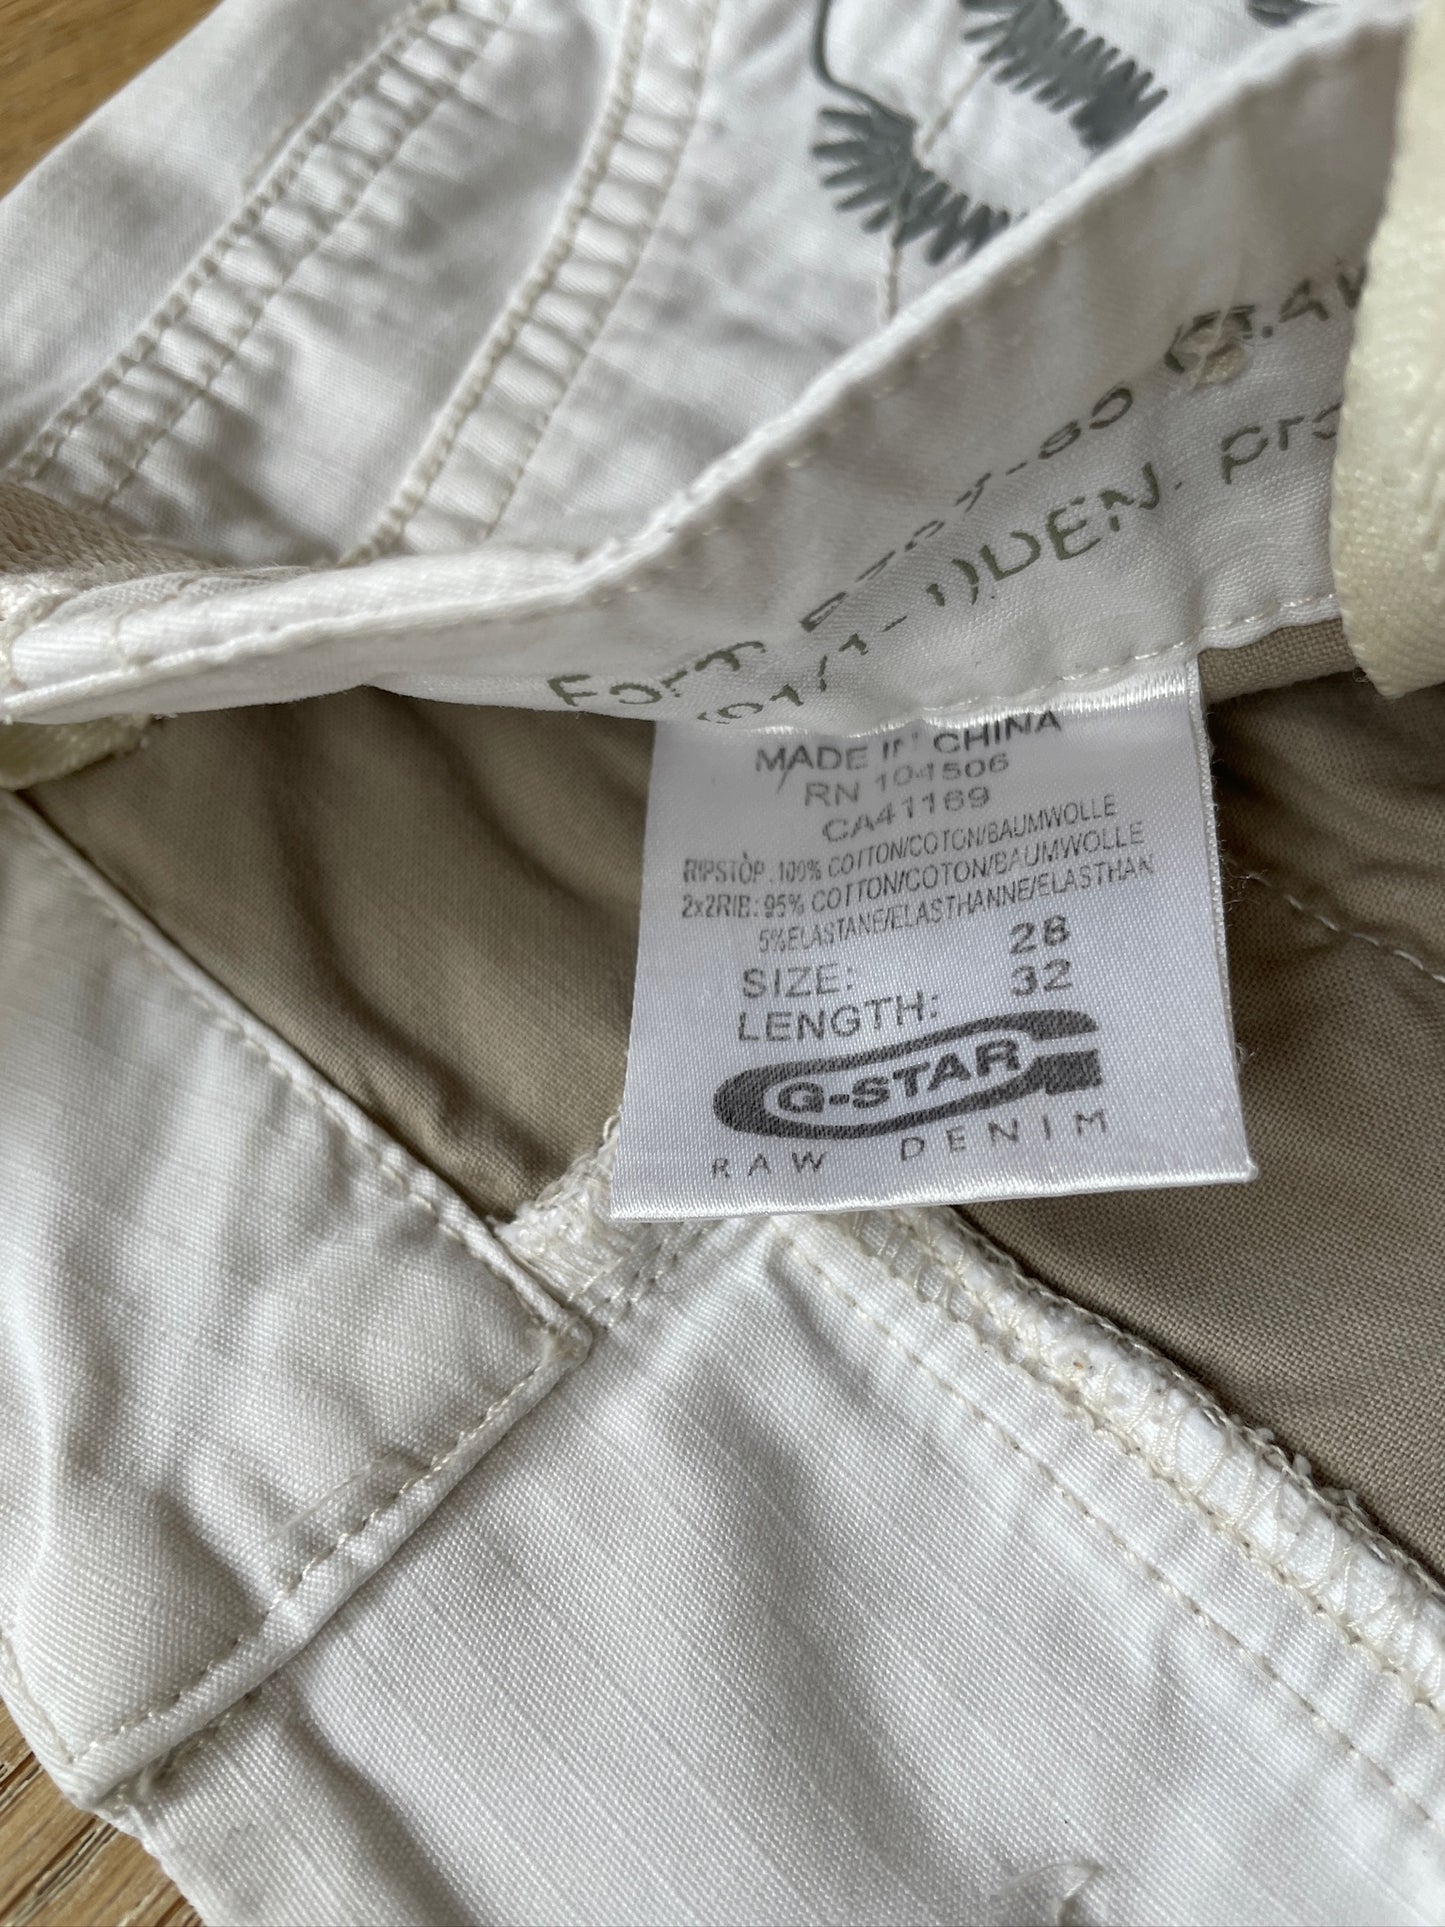 MADE IN CHINA
RN 104506
CA41169
RIPSTOP. 100% COTTON/COTON/BAUMWOLLE
2x2RIB: 95% COTTON/COTON/BAUMWOLLE
5%ELASTANE/ELASTHANNE/ELASTHAN
SIZE: 28
LENGTH: 32
G-STAR
RAW DENIM